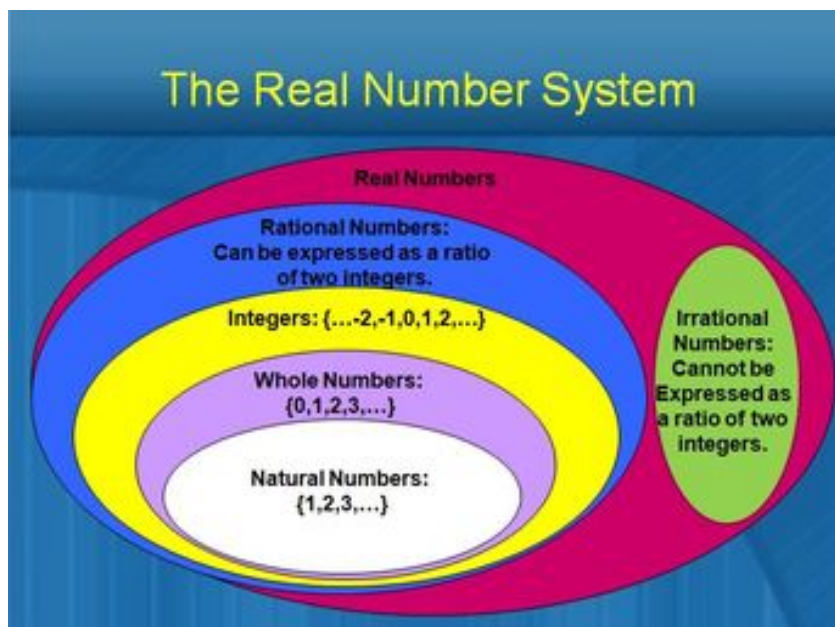 The Real Number System
Real Numbers
Rational Numbers:
Can be expressed as a ratio
of two integers.
Integers: {…-2,-1,0,1,2,…}
Whole Numbers:
{0,1,2,3,…}
Natural Numbers:
{1,2,3,…}
Irrational
Numbers:
Cannot be
Expressed as
a ratio of two
integers.